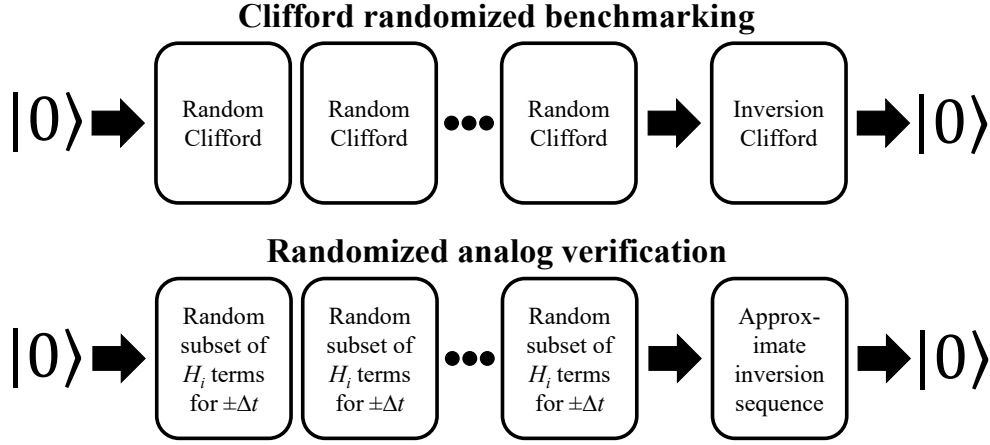 Clifford randomized benchmarking
|0⟩ Random Clifford Random Clifford ●●● Random Clifford Inversion Clifford |0⟩
Randomized analog verification
|0⟩ Random subset of H_i terms for ±Δt Random subset of H_i terms for ±Δt ●●● Random subset of H_i terms for ±Δt Approx-imate inversion sequence |0⟩